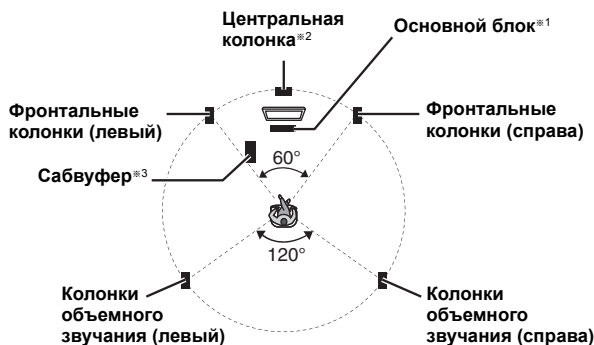 Центральная
колонка※2
Основной блок※1
Фронтальные
колонки (левый)
Фронтальные
колонки (справа)
Сабвуфер※3
60°
120°
Колонки
объемного
звучания (левый)
Колонки
объемного
звучания (справа)